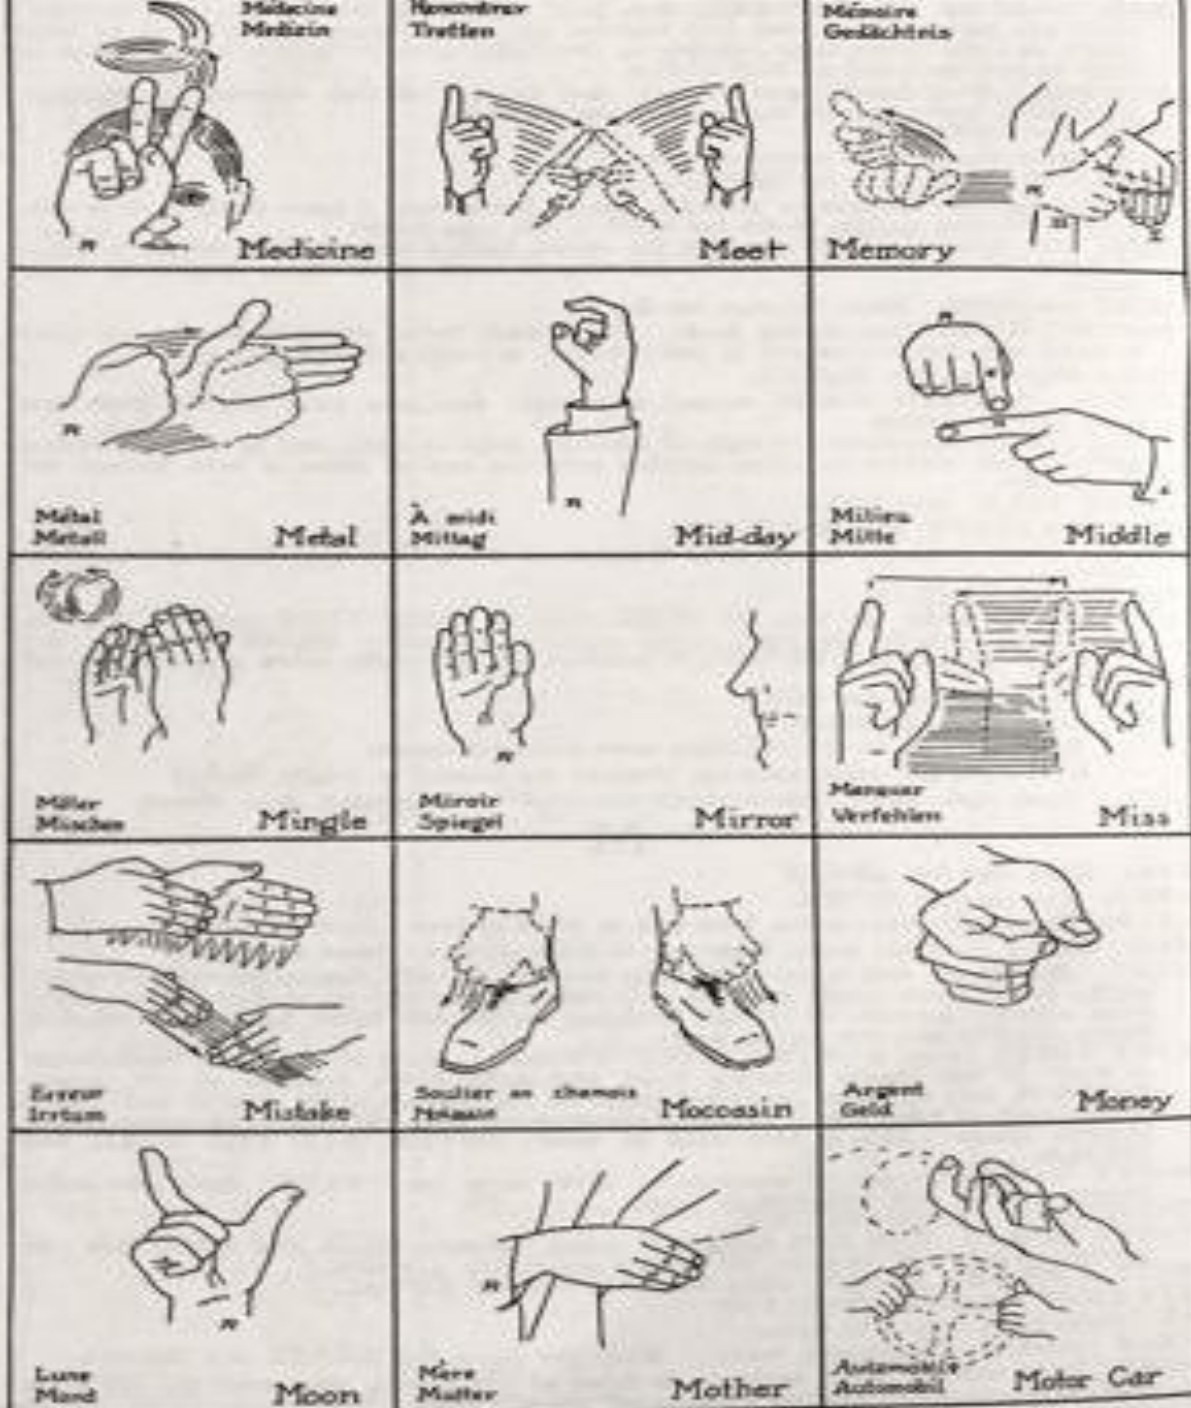 Médecine
Medizin
Medicine
Rencontrer
Treffen
Meet
Mémoire
Gedächtnis
Memory
R
R
Métal
Metall
Metal
R
À midi
Mittag
Mid-day
R
Milieu
Mitte
Middle
R
L
Mêler
Mischen
Mingle
Miroir
Spiegel
Mirror
R
Manquer
Verfehlen
Miss
Erreur
Irrtum
Mistake
Soulier en chamois
Mokassin
Moccasin
Argent
Geld
Money
Lune
Mond
Moon
R
Mère
Mutter
Mother
R
Automobile
Automobil
Motor Car